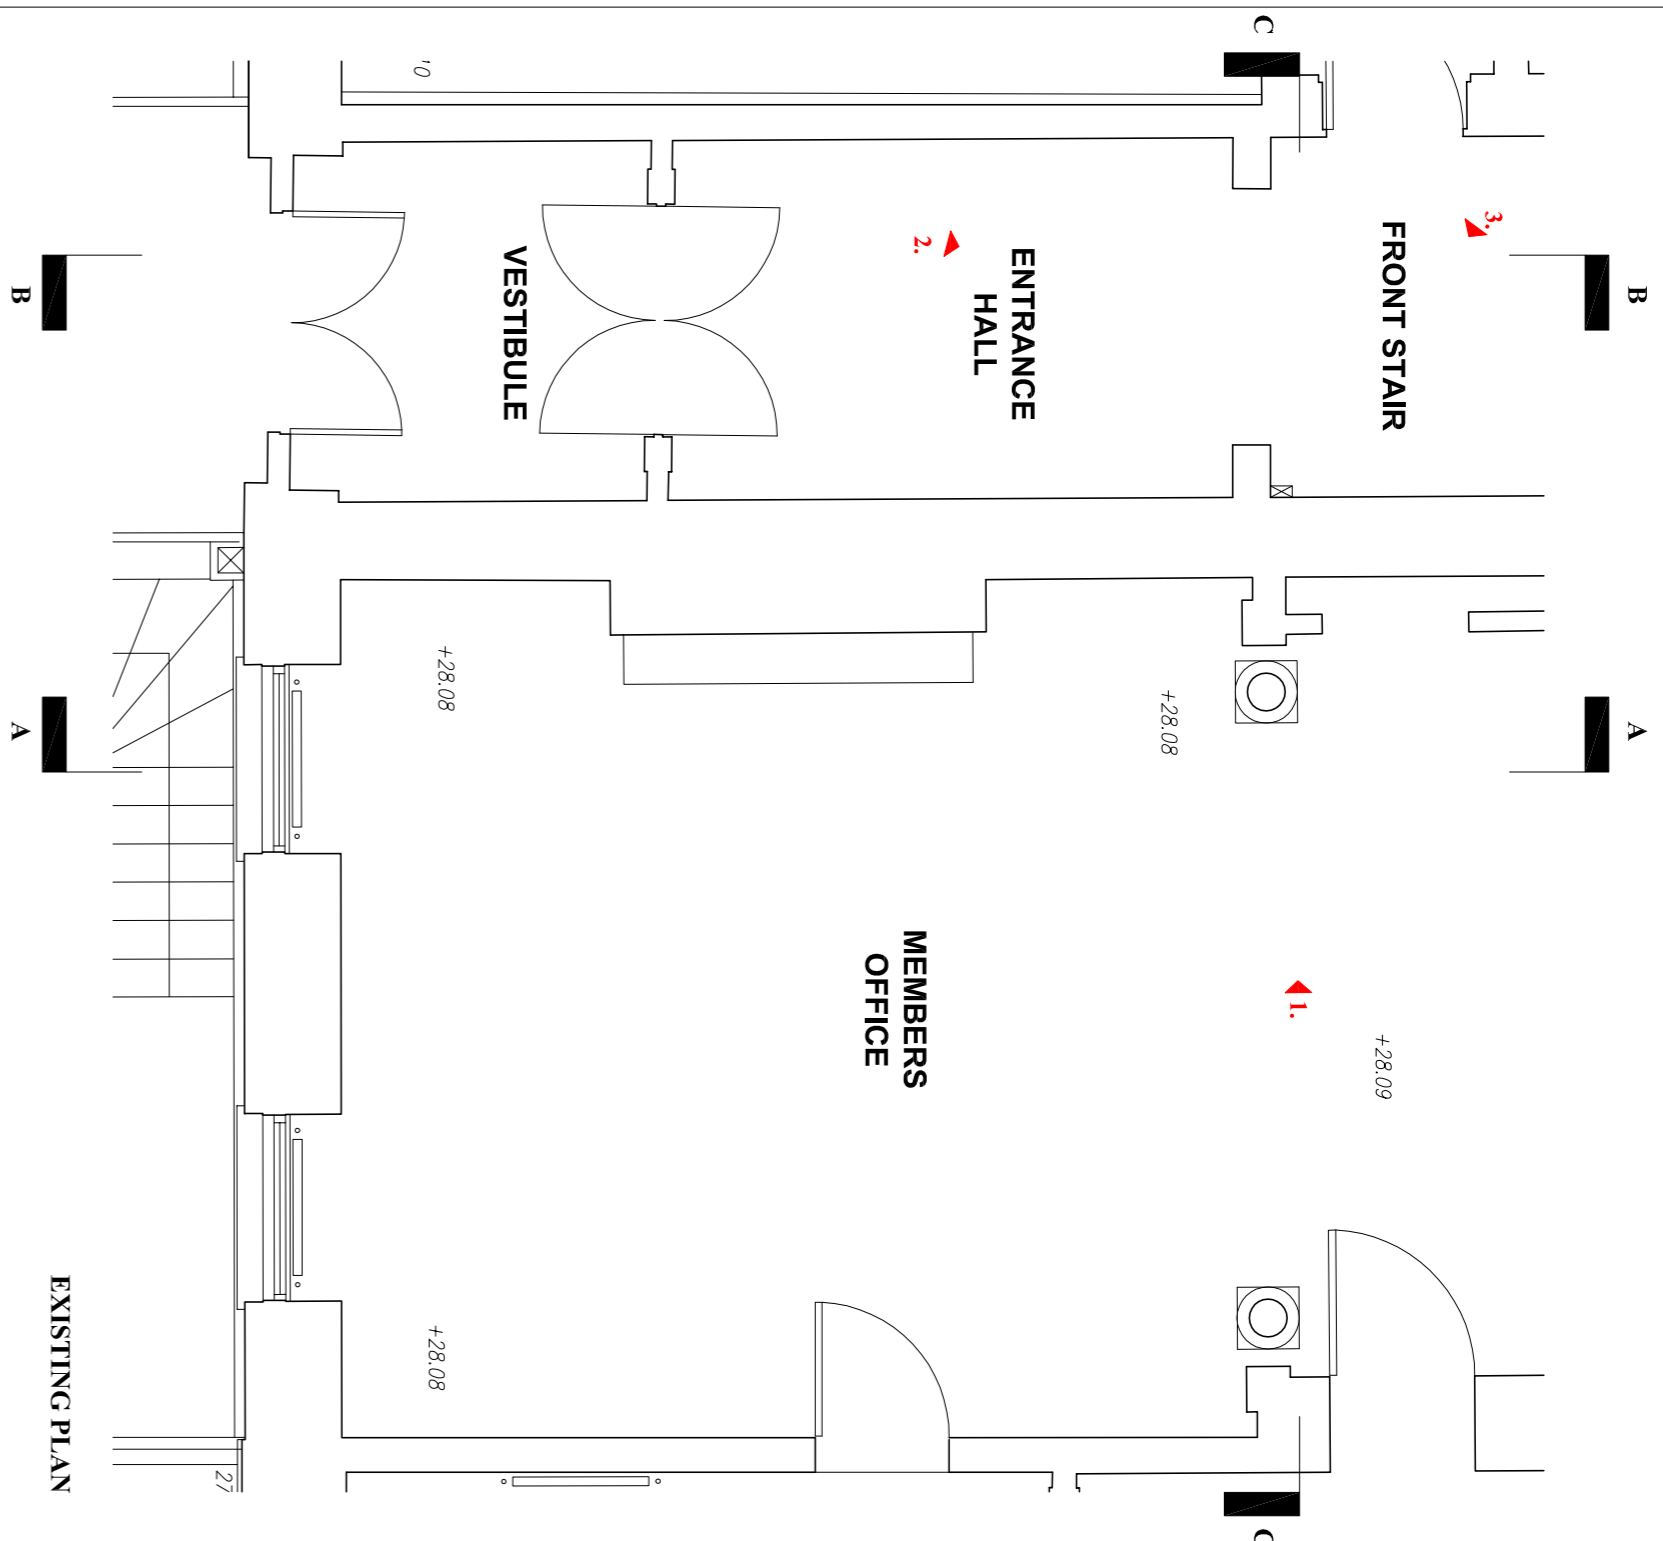 B
A
3.
FRONT STAIR
+28.09
1.
C
C
+28.08
ENTRANCE
HALL
2.
MEMBERS
OFFICE
VESTIBULE
+28.08
+28.08
27
EXISTING PLAN
B
A